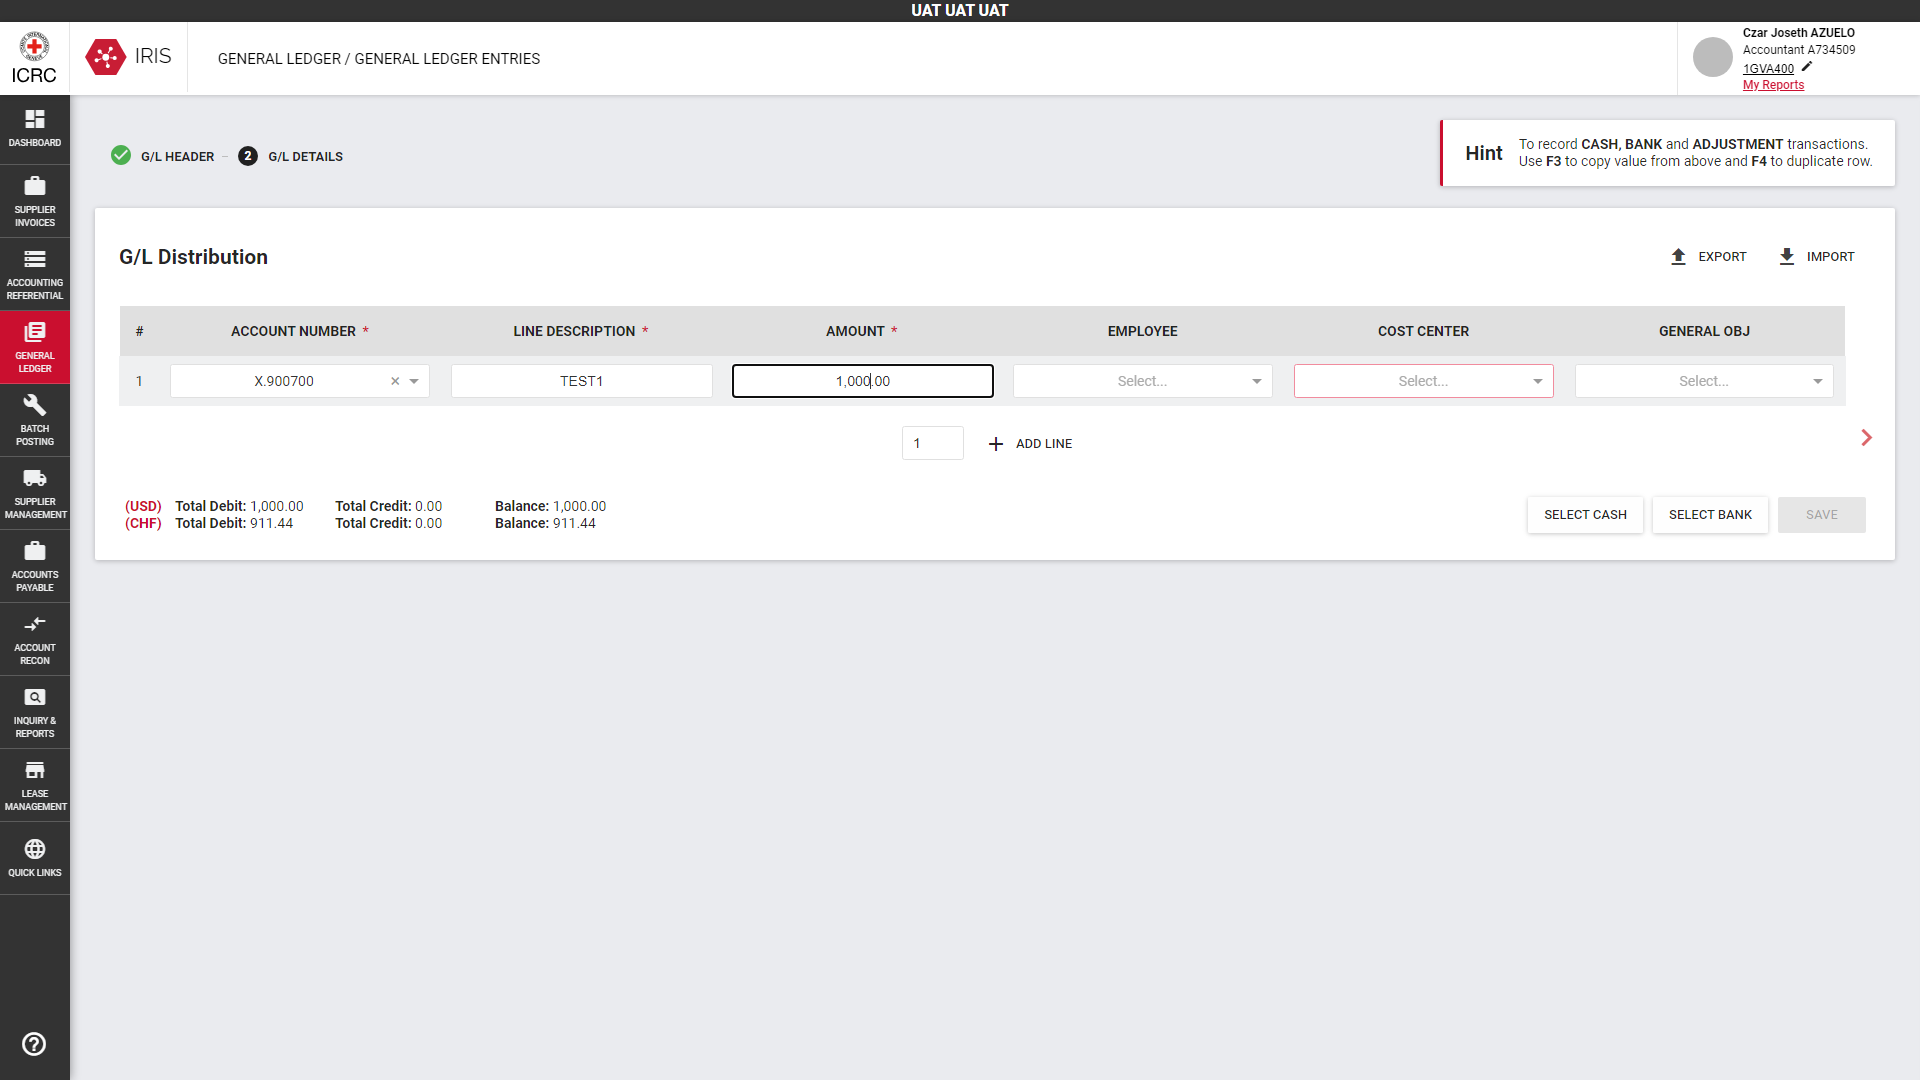 UAT UAT UAT
ICRC
IRIS
GENERAL LEDGER / GENERAL LEDGER ENTRIES
Czar Joseth AZUELO
Accountant A734509
1GVA400
My Reports
DASHBOARD
SUPPLIER
INVOICES
ACCOUNTING
REFERENTIAL
GENERAL
LEDGER
BATCH
POSTING
SUPPLIER
MANAGEMENT
ACCOUNTS
PAYABLE
ACCOUNT
RECON
INQUIRY &
REPORTS
LEASE
MANAGEMENT
QUICK LINKS
G/L HEADER
2 G/L DETAILS
Hint
To record CASH, BANK and ADJUSTMENT transactions.
Use F3 to copy value from above and F4 to duplicate row.
G/L Distribution
EXPORT
IMPORT
# ACCOUNT NUMBER * LINE DESCRIPTION * AMOUNT * EMPLOYEE COST CENTER GENERAL OBJ
1 X.900700 TEST1 1,000.00 Select... Select... Select...
1 ADD LINE
(USD) Total Debit: 1,000.00 Total Credit: 0.00 Balance: 1,000.00
(CHF) Total Debit: 911.44 Total Credit: 0.00 Balance: 911.44
SELECT CASH
SELECT BANK
SAVE